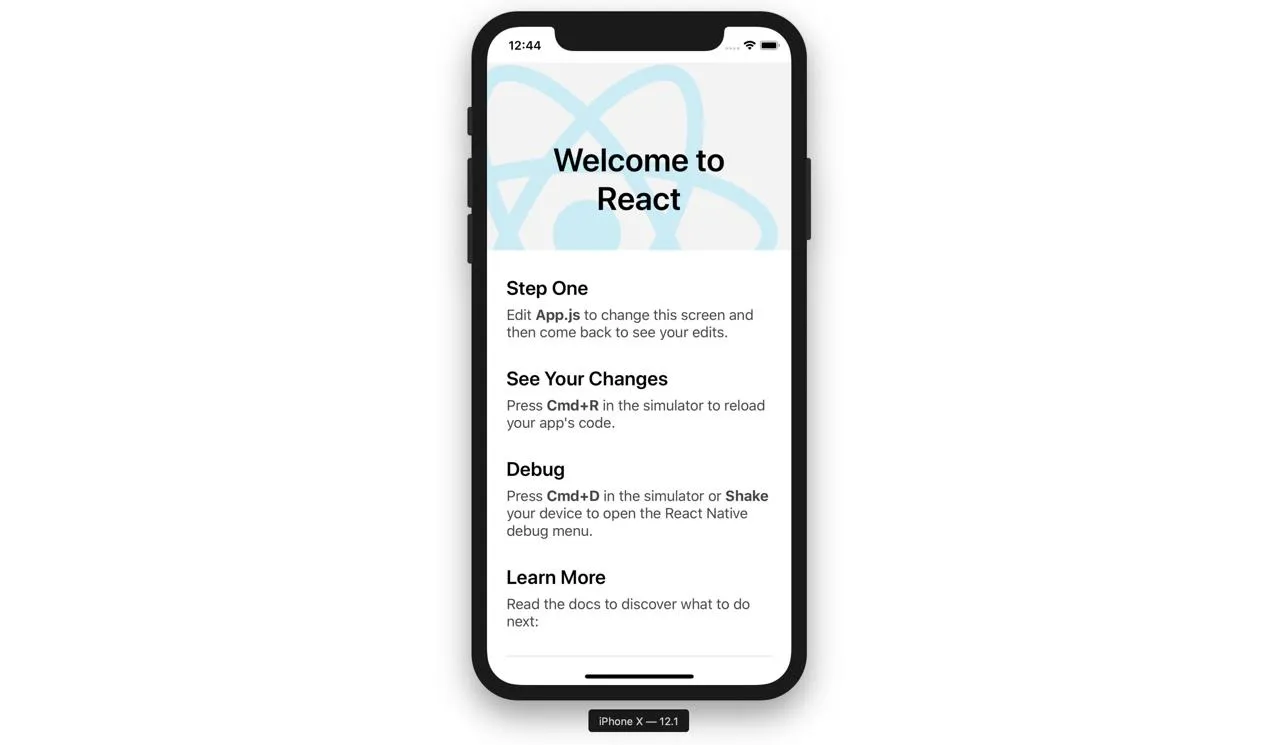 12:44
Welcome to
React
Step One
Edit App.js to change this screen and
then come back to see your edits.
See Your Changes
Press Cmd+R in the simulator to reload
your app's code.
Debug
Press Cmd+D in the simulator or Shake
your device to open the React Native
debug menu.
Learn More
Read the docs to discover what to do
next:
iPhone X — 12.1